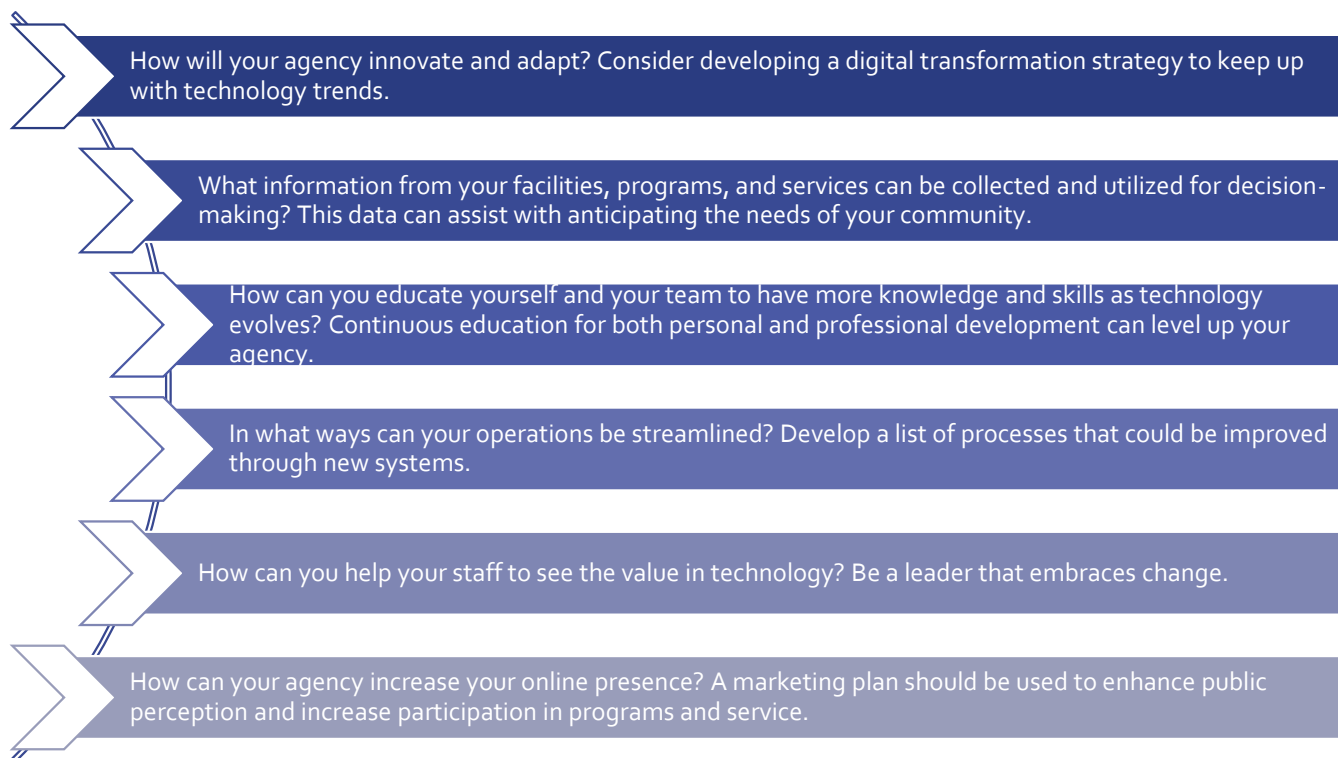 How will your agency innovate and adapt? Consider developing a digital transformation strategy to keep up
with technology trends.
What information from your facilities, programs, and services can be collected and utilized for decision-
making? This data can assist with anticipating the needs of your community.
How can you educate yourself and your team to have more knowledge and skills as technology
evolves? Continuous education for both personal and professional development can level up your
agency.
In what ways can your operations be streamlined? Develop a list of processes that could be improved
through new systems.
How can you help your staff to see the value in technology? Be a leader that embraces change.
How can your agency increase your online presence? A marketing plan should be used to enhance public
perception and increase participation in programs and service.